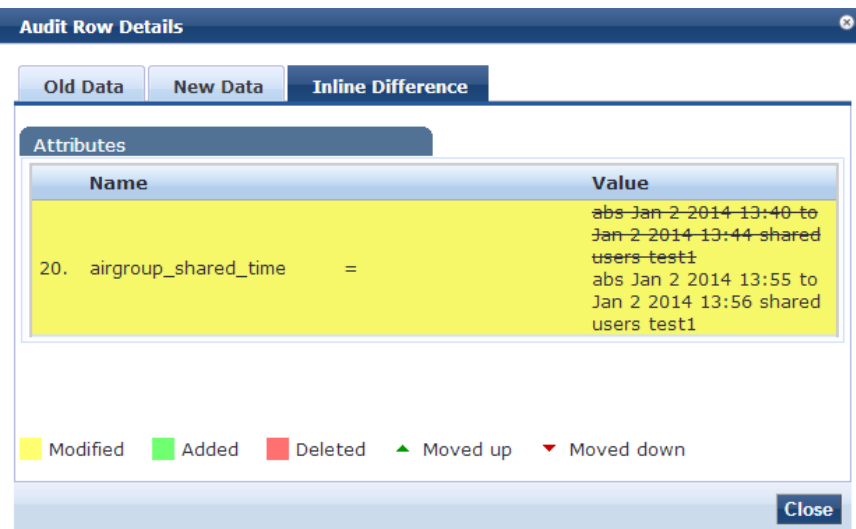 Audit Row Details
Old Data New Data Inline Difference
Attributes
Name Value
abs Jan 2 2014 13:40 to
Jan 2 2014 13:44 shared
users test1
20. airgroup_shared_time =
abs Jan 2 2014 13:55 to
Jan 2 2014 13:56 shared
users test1
Modified Added Deleted Moved up Moved down
Close